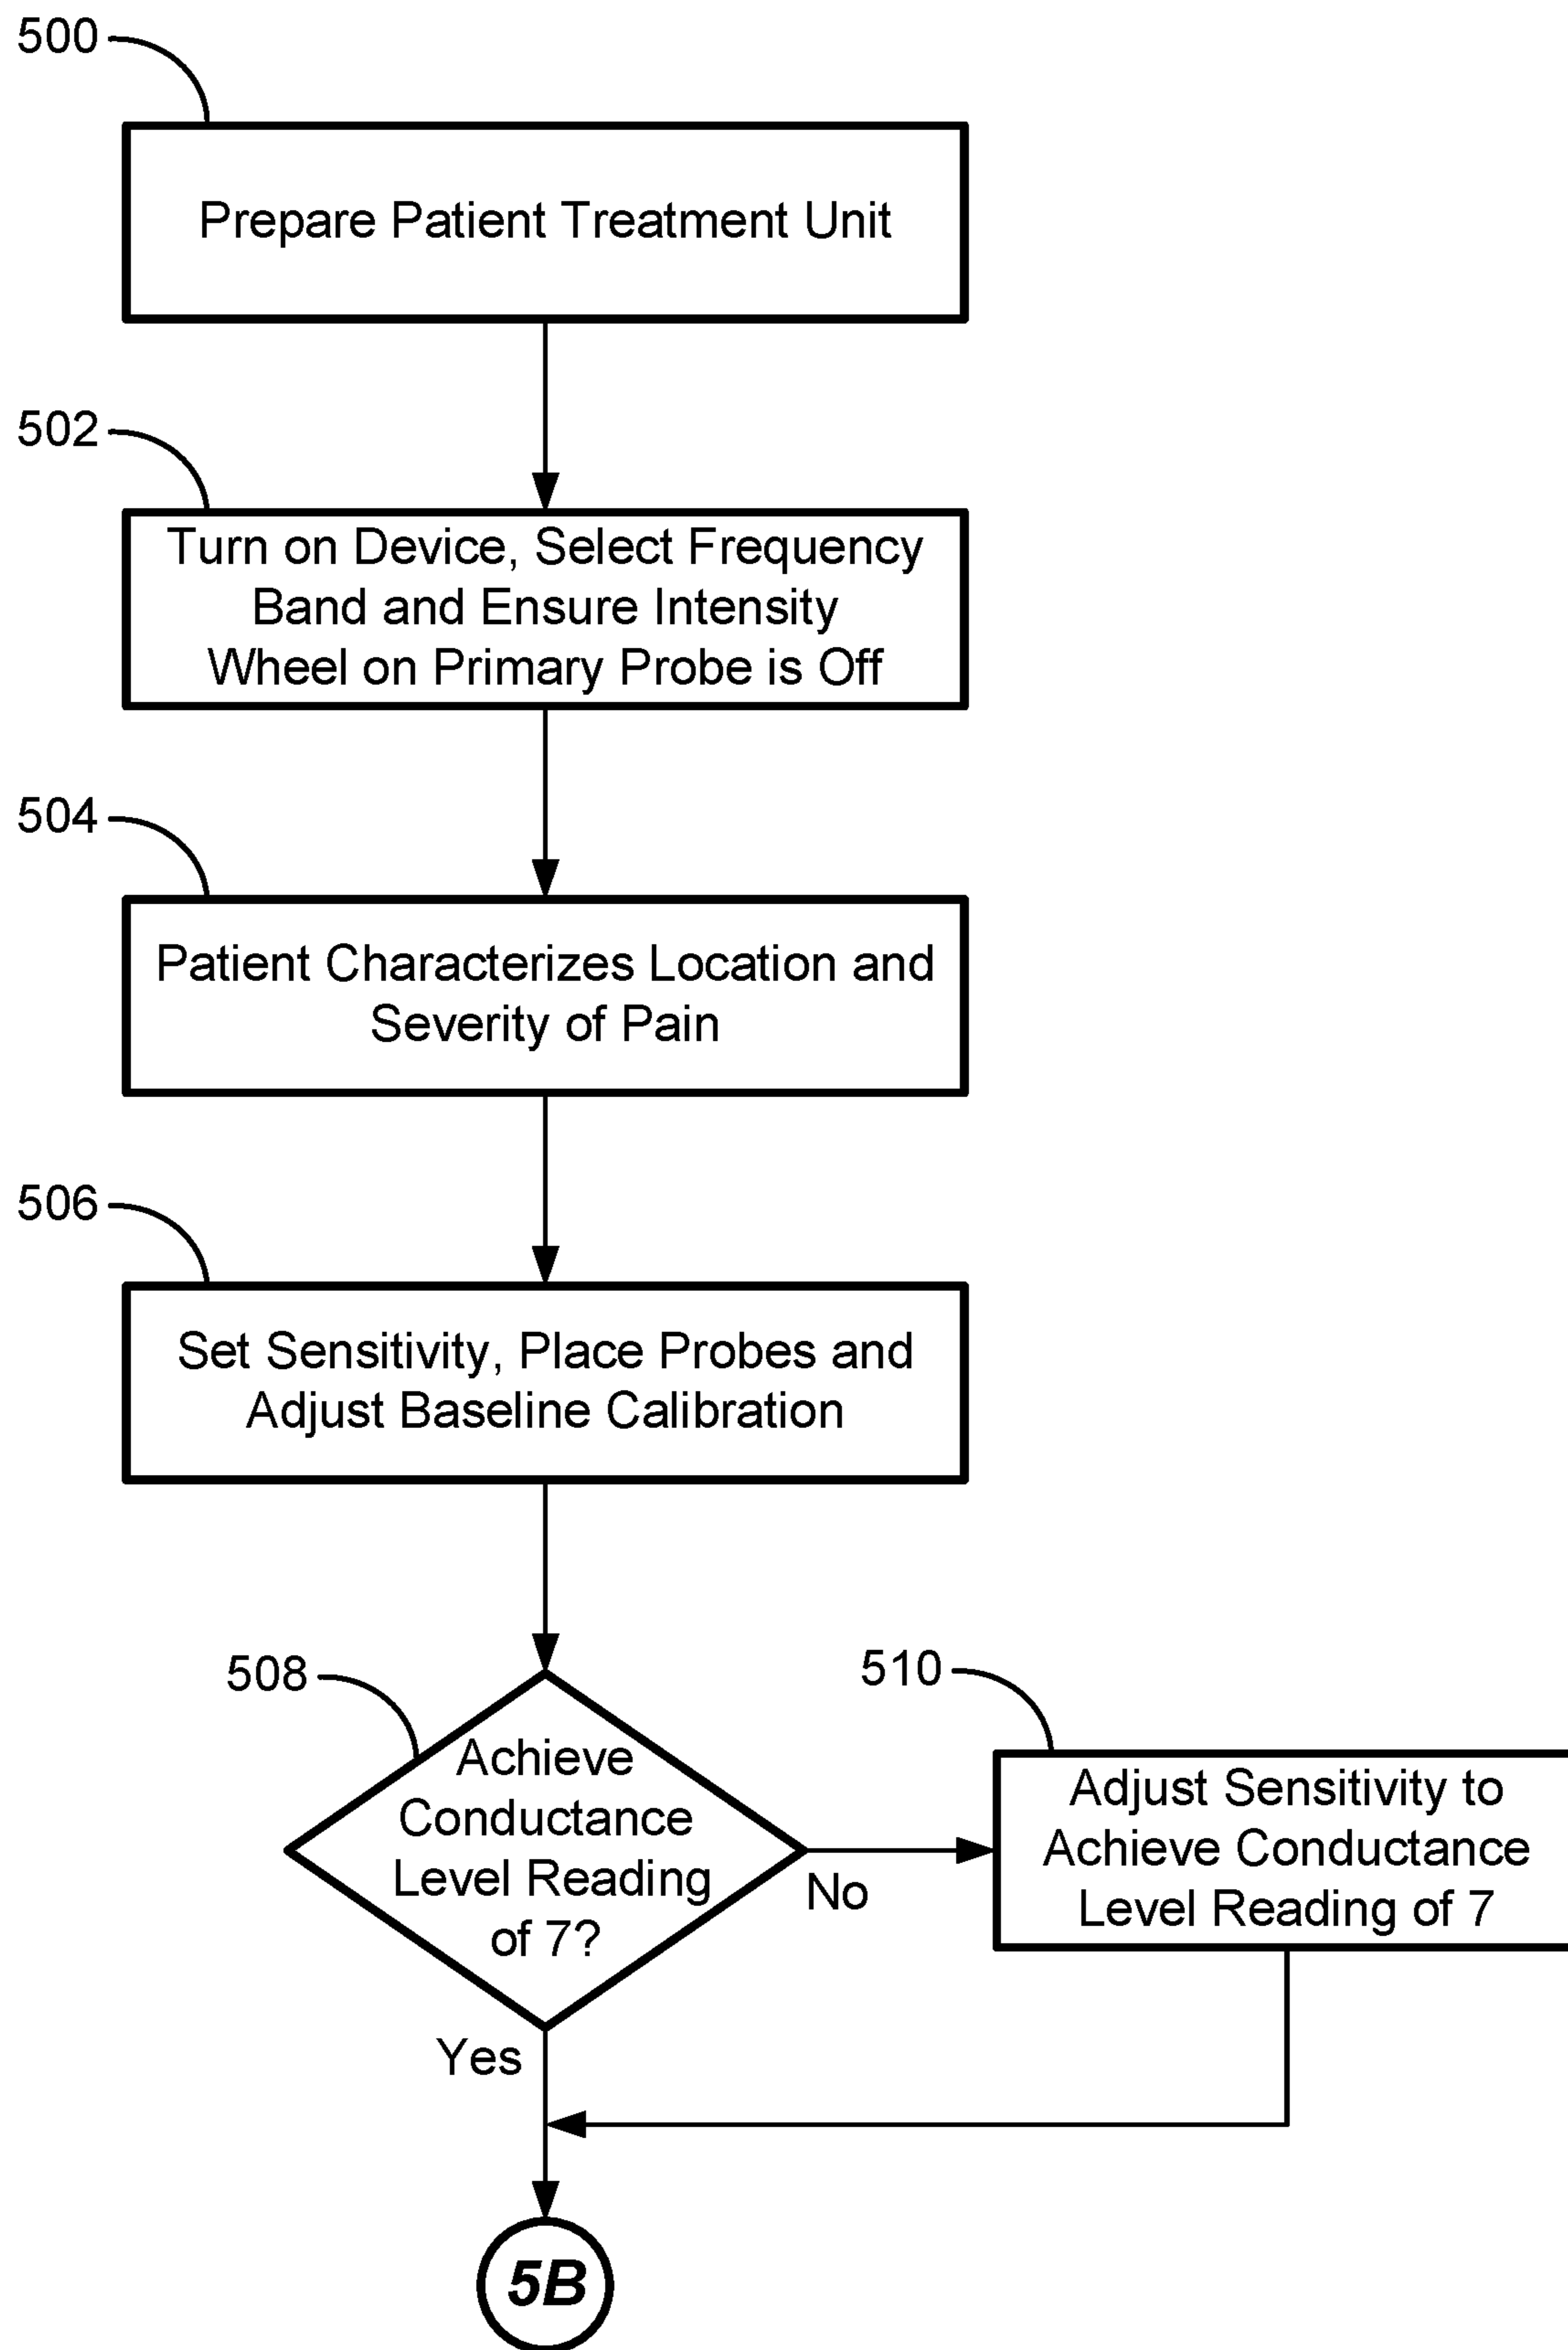 500
Prepare Patient Treatment Unit
502
Turn on Device, Select Frequency
Band and Ensure Intensity
Wheel on Primary Probe is Off
504
Patient Characterizes Location and
Severity of Pain
506
Set Sensitivity, Place Probes and
Adjust Baseline Calibration
508
Achieve
Conductance
Level Reading
of 7?
No
510
Adjust Sensitivity to
Achieve Conductance
Level Reading of 7
Yes
5B